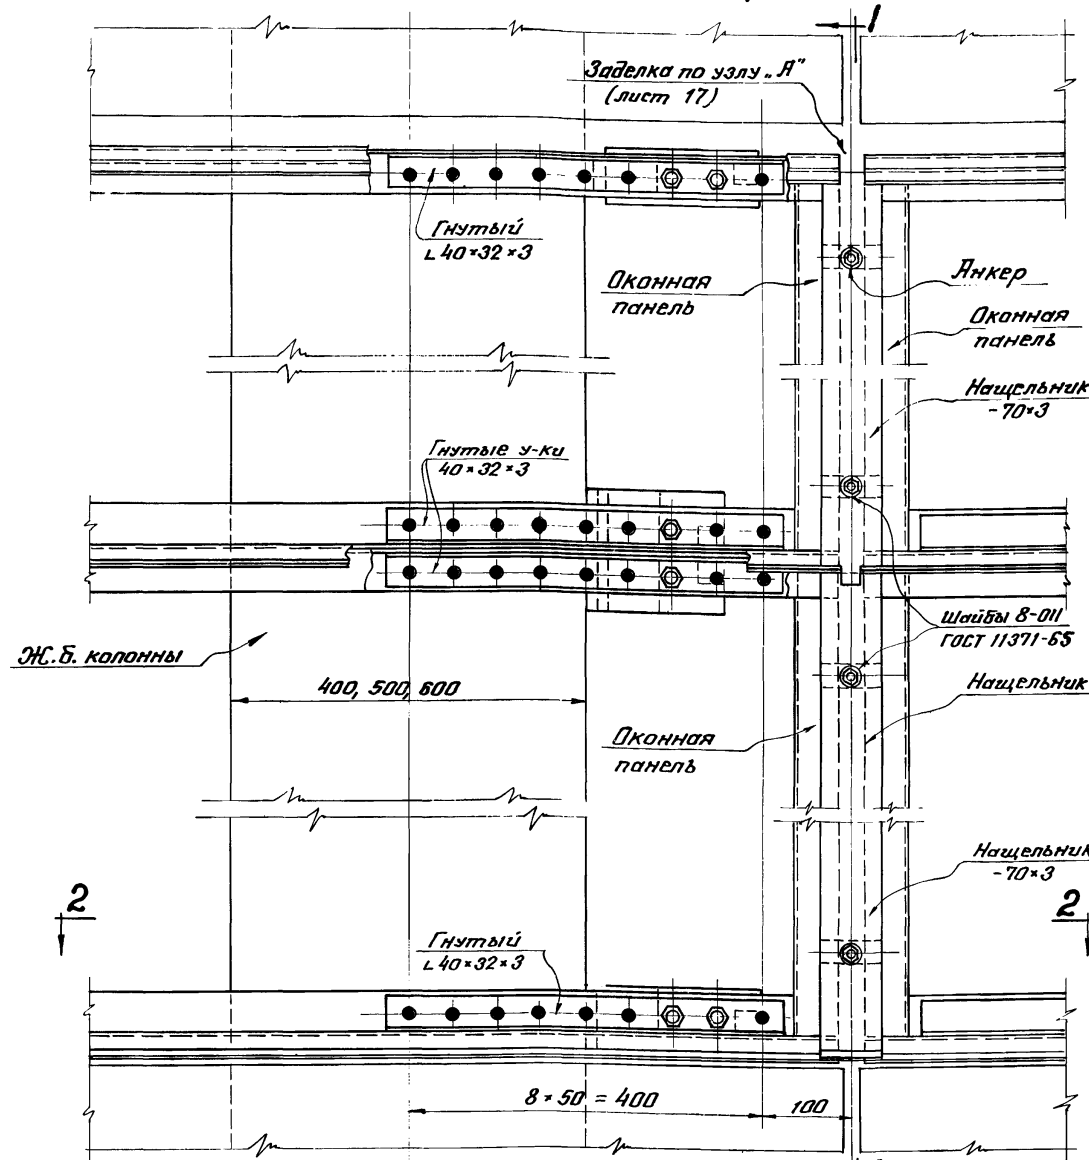 1
Заделка по узлу „А"
(лист 17)
Гнутый
∟40×32×3
Оконная
панель
Анкер
Оконная
панель
Нащельник
-70×3
Гнутые у-ки
40×32×3
Шайбы 8-011
ГОСТ 11371-65
Ж.Б. колонны
400, 500, 600
Нащельник
Оконная
панель
Нащельник
-70×3
2
2
Гнутый
∟40×32×3
8×50=400
100